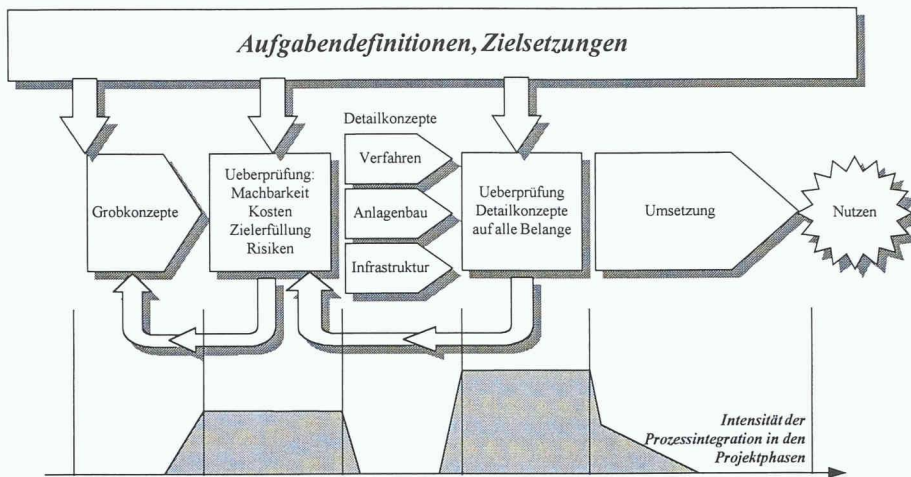 Aufgabendefinitionen, Zielsetzungen
Grobkonzepte
Ueberprüfung:
Machbarkeit
Kosten
Zielerfüllung
Risiken
Detailkonzepte
Verfahren
Anlagenbau
Infrastruktur
Ueberprüfung
Detailkonzepte
auf alle Belange
Umsetzung
Nutzen
Intensität der
Prozessintegration in den
Projektphasen